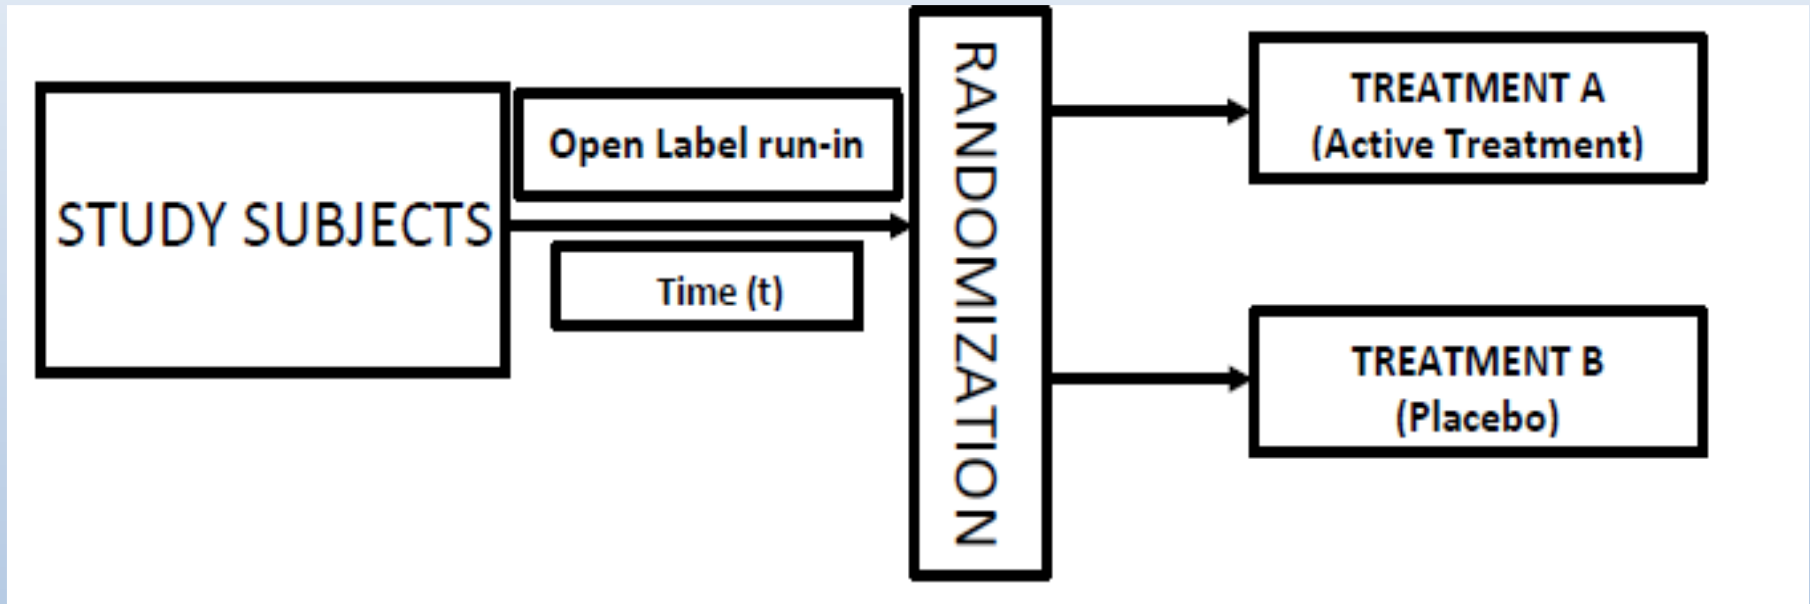 STUDY SUBJECTS
Open Label run-in
Time (t)
RANDOMIZATION
TREATMENT A
(Active Treatment)
TREATMENT B
(Placebo)